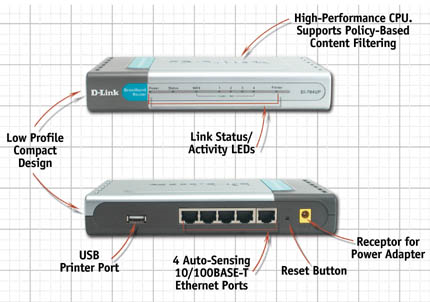 High-Performance CPU.
Supports Policy-Based
Content Filtering
D-Link
Broadband
Router
Power
Status
WAN
1
2
3
4
Printer
DI-704UP
Low Profile
Compact
Design
Link Status/
Activity LEDs
USB
Printer Port
4 Auto-Sensing
10/100BASE-T
Ethernet Ports
Reset Button
Receptor for
Power Adapter